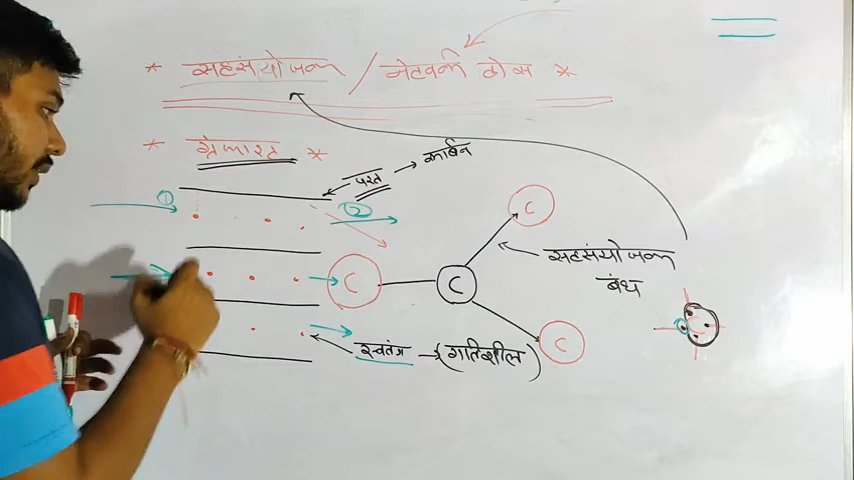 * सहसंयोजक / नेटवर्क ठोस *
* ग्रेफाइट *
परत → कार्बन
① ②
C
सहसंयोजक
बंध
C C
C
स्वतंत्र → (गतिशील)